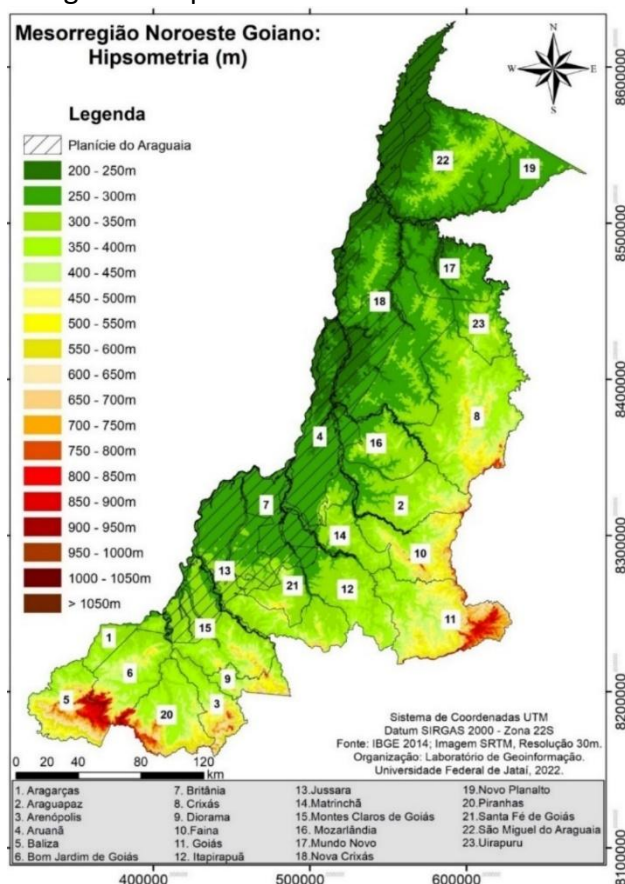 Mesorregião Noroeste Goiano:
Hipsometria (m)
N
W
E
S
Legenda
Planície do Araguaia
200 - 250m
250 - 300m
300 - 350m
350 - 400m
400 - 450m
450 - 500m
500 - 550m
550 - 600m
600 - 650m
650 - 700m
700 - 750m
750 - 800m
800 - 850m
850 - 900m
900 - 950m
950 - 1000m
1000 - 1050m
> 1050m
22
19
17
18
23
8
4
16
7
2
14
10
13
21
12
11
15
1
6
9
5
3
20
8600000
8500000
8400000
8300000
8200000
8100000
Sistema de Coordenadas UTM
Datum SIRGAS 2000 - Zona 22S
Fonte: IBGE 2014; Imagem SRTM, Resolução 30m.
Organização: Laboratório de Geoinformação.
Universidade Federal de Jataí, 2022.
0 20 40 80 120
km
1. Aragarças
2. Araguapaz
3. Arenópolis
4. Aruanã
5. Baliza
6. Bom Jardim de Goiás
7. Britânia
8. Crixás
9. Diorama
10.Faina
11. Goiás
12. Itapirapuã
13.Jussara
14.Matrinchã
15.Montes Claros de Goiás
16. Mozarlândia
17.Mundo Novo
18.Nova Crixás
19.Novo Planalto
20.Piranhas
21.Santa Fé de Goiás
22.São Miguel do Araguaia
23.Uirapuru
400000 500000 600000